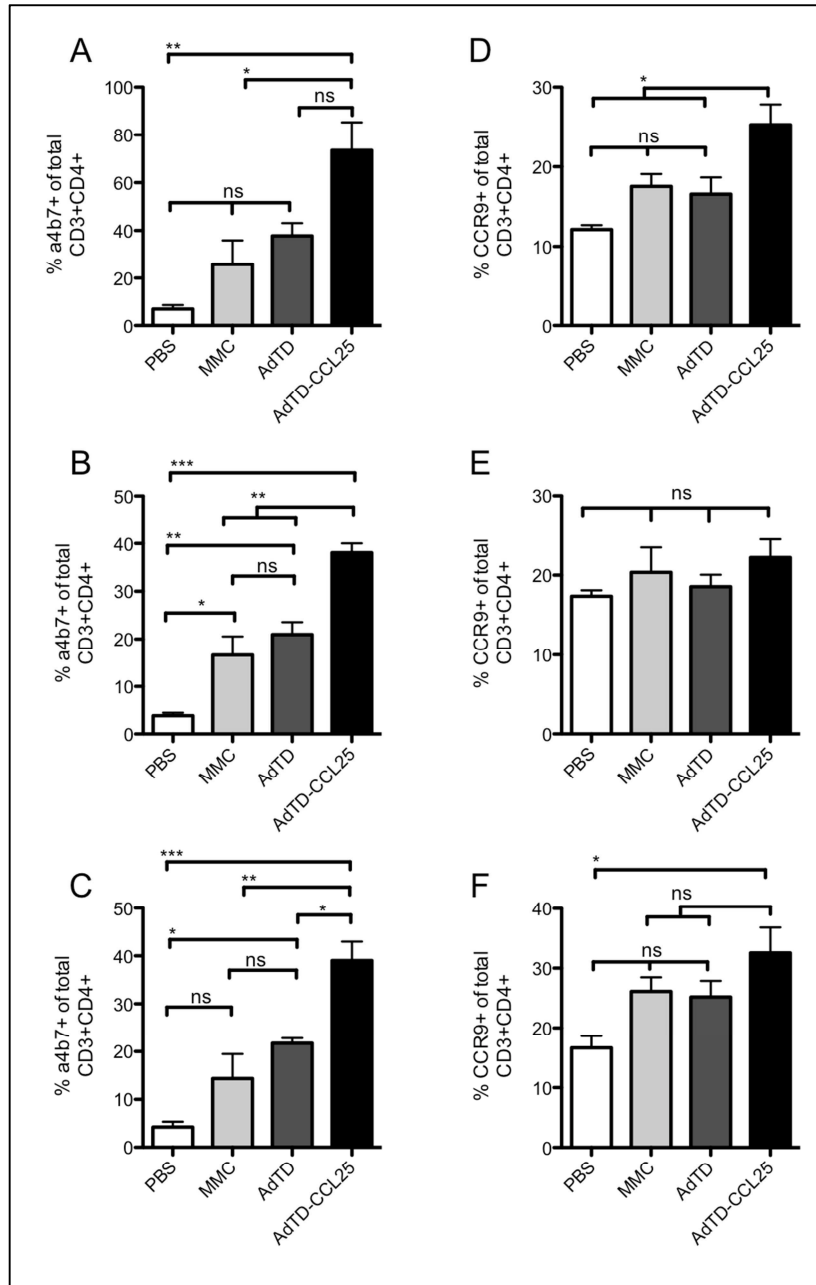 A
**
*
ns
ns
100
80
60
40
20
0
% a4b7+ of total
CD3+CD4+
PBS
MMC
AdTD
AdTD-CCL25
D
*
ns
30
20
10
0
% CCR9+ of total
CD3+CD4+
PBS
MMC
AdTD
AdTD-CCL25
B
***
**
**
ns
*
50
40
30
20
10
0
% a4b7+ of total
CD3+CD4+
PBS
MMC
AdTD
AdTD-CCL25
E
ns
30
20
10
0
% CCR9+ of total
CD3+CD4+
PBS
MMC
AdTD
AdTD-CCL25
C
***
**
*
*
ns
ns
50
40
30
20
10
0
% a4b7+ of total
CD3+CD4+
PBS
MMC
AdTD
AdTD-CCL25
F
*
ns
ns
40
30
20
10
0
% CCR9+ of total
CD3+CD4+
PBS
MMC
AdTD
AdTD-CCL25